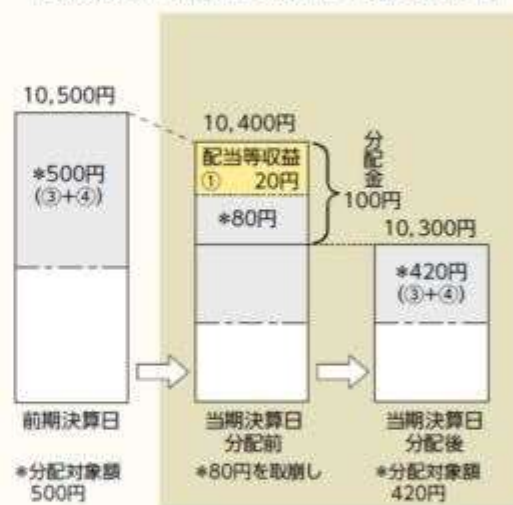 10,500円
*500円
(③+④)
前期決算日
*分配対象額
500円
10,400円
配当等収益
① 20円
*80円
分配金
100円
当期決算日
分配前
*80円を取崩し
10,300円
*420円
(③+④)
当期決算日
分配後
*分配対象額
420円